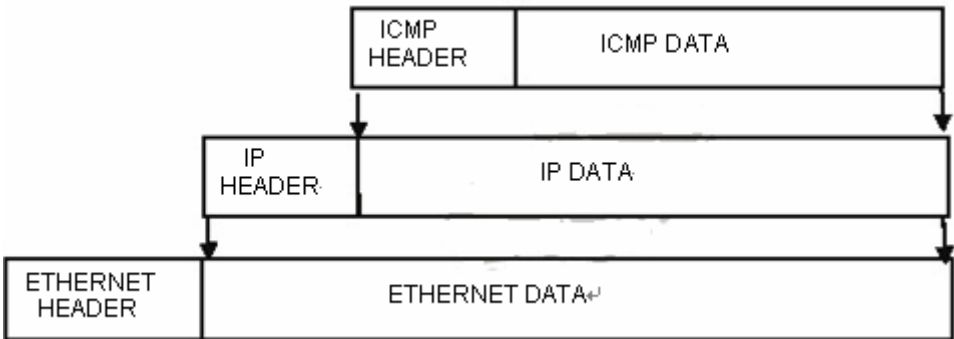 ICMP
HEADER
ICMP DATA
IP
HEADER
IP DATA
ETHERNET
HEADER
ETHERNET DATA↵